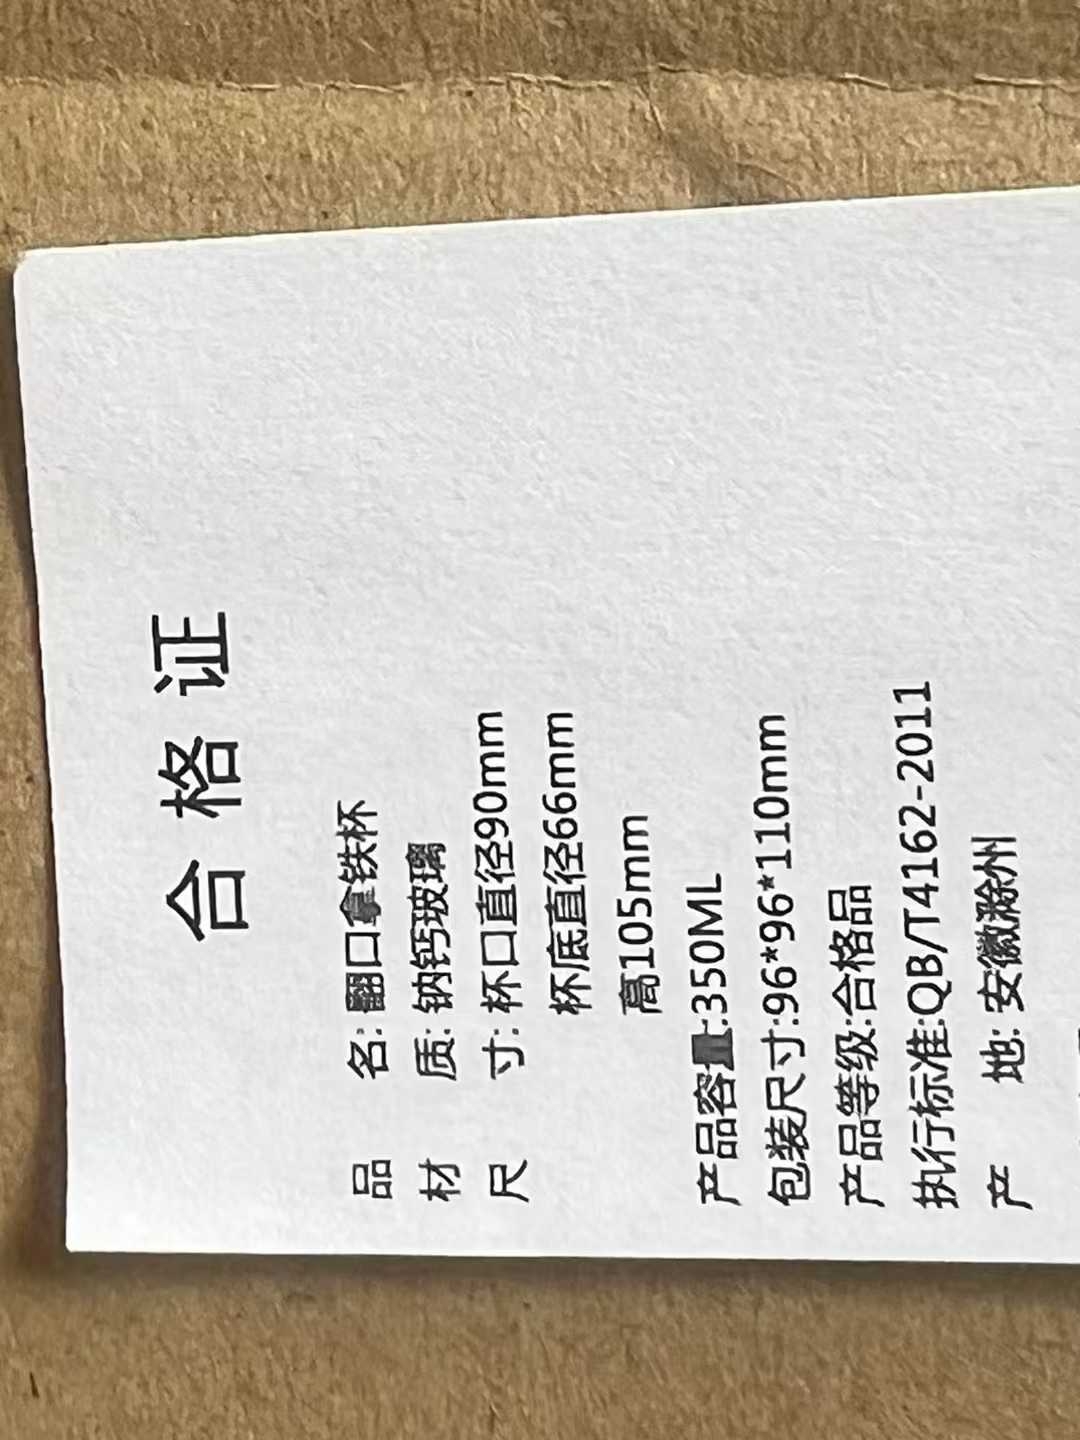 合格证
品名:翻口拿铁杯
材质:钠钙玻璃
尺寸:杯口直径90mm
杯底直径66mm
高105mm
产品容量:350ML
包装尺寸:96*96*110mm
产品等级:合格品
执行标准:QB/T4162-2011
产地:安徽滁州